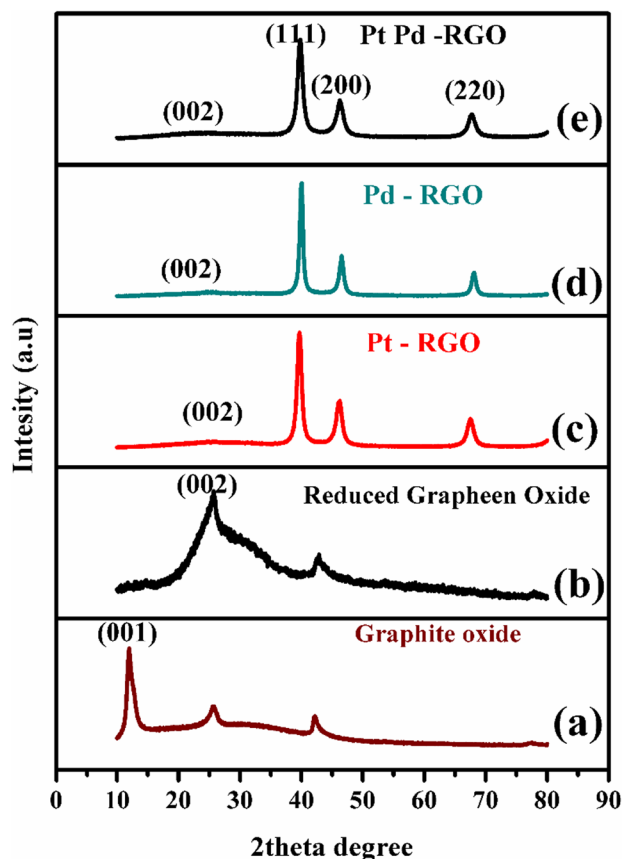 (111)
Pt Pd -RGO
(200)
(220)
(002)
(e)
Pd - RGO
(002)
(d)
Pt - RGO
(002)
(c)
(002)
Reduced Grapheen Oxide
(b)
(001)
Graphite oxide
(a)
Intesity (a.u)
0 10 20 30 40 50 60 70 80 90
2theta degree